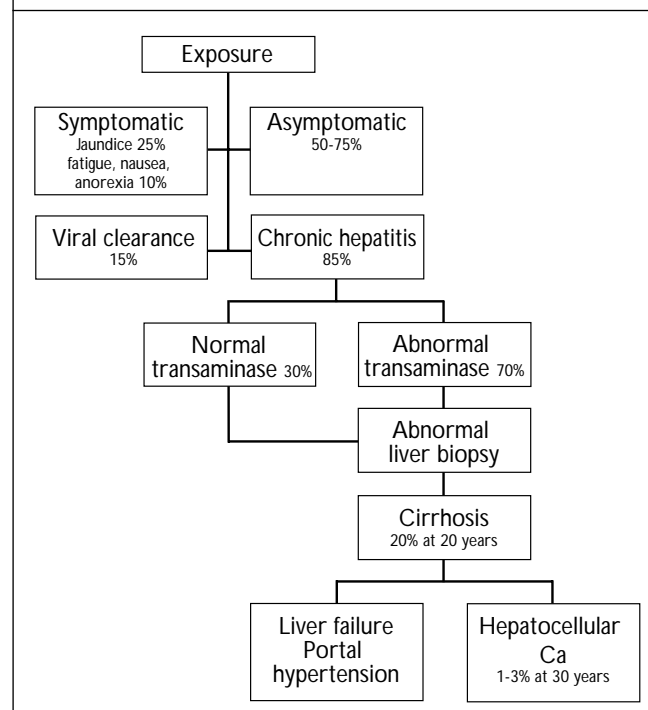 Exposure
Symptomatic
Jaundice 25%
fatigue, nausea,
anorexia 10%
Asymptomatic
50-75%
Viral clearance
15%
Chronic hepatitis
85%
Normal
transaminase 30%
Abnormal
transaminase 70%
Abnormal
liver biopsy
Cirrhosis
20% at 20 years
Liver failure
Portal
hypertension
Hepatocellular
Ca
1-3% at 30 years